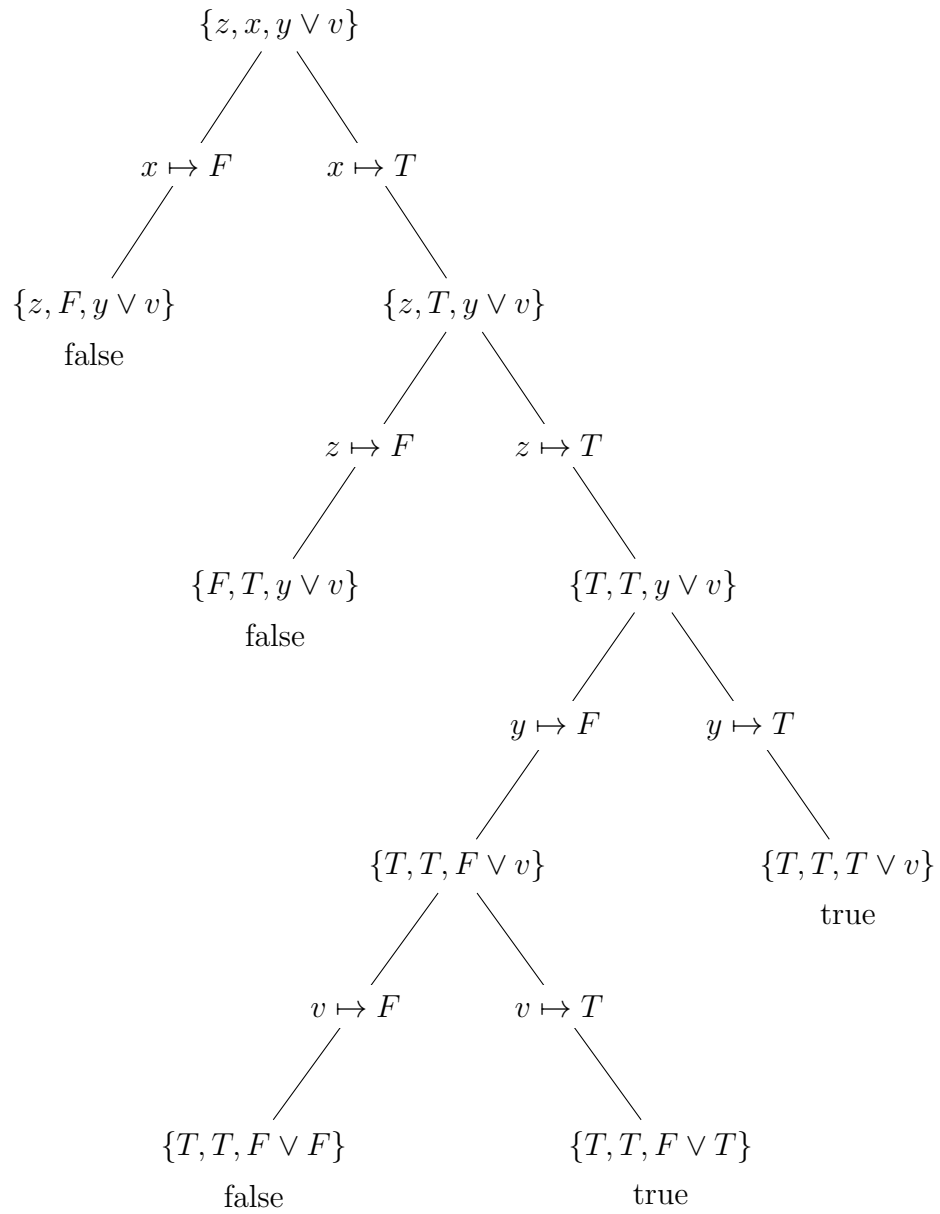 {z, x, y ∨ v}
x ↦ F
x ↦ T
{z, F, y ∨ v}
false
{z, T, y ∨ v}
z ↦ F
z ↦ T
{F, T, y ∨ v}
false
{T, T, y ∨ v}
y ↦ F
y ↦ T
{T, T, F ∨ v}
{T, T, T ∨ v}
true
v ↦ F
v ↦ T
{T, T, F ∨ F}
false
{T, T, F ∨ T}
true